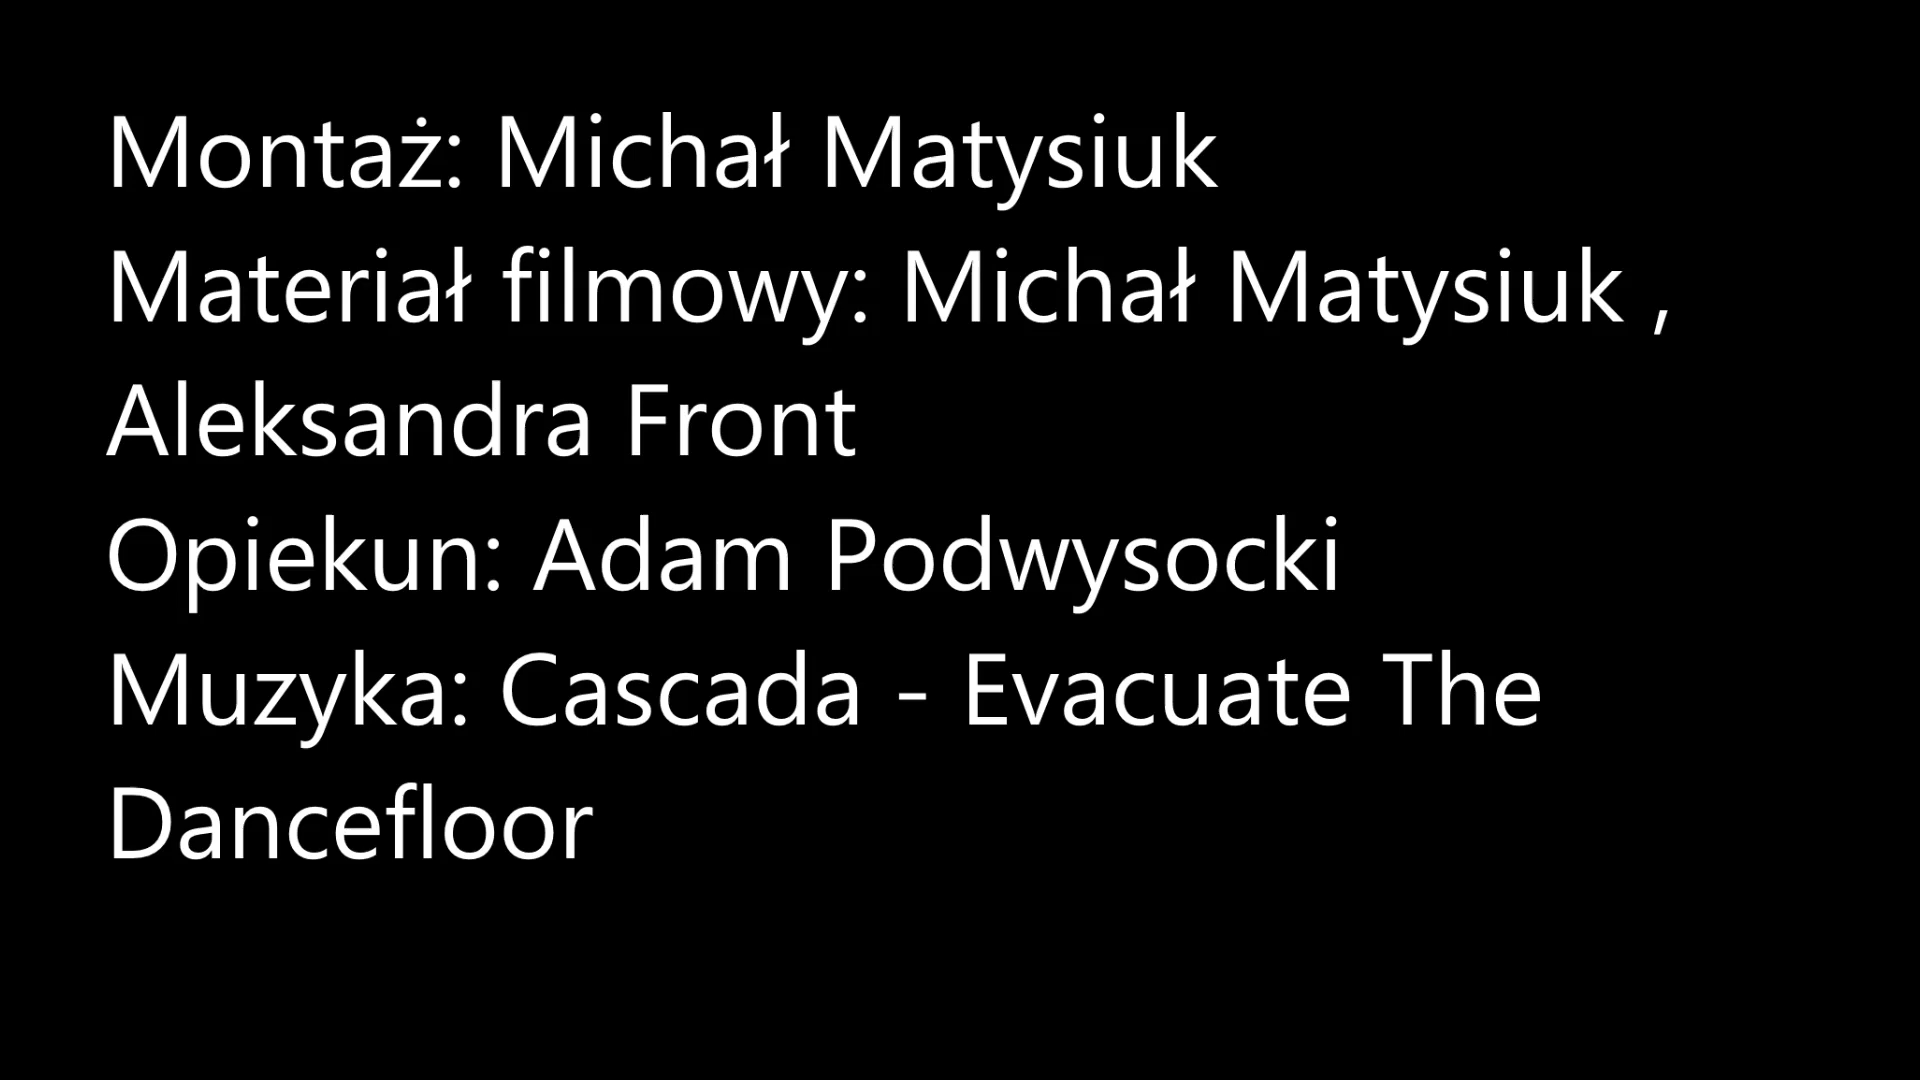 Montaż: Michał Matysiuk
Materiał filmowy: Michał Matysiuk ,
Aleksandra Front
Opiekun: Adam Podwysocki
Muzyka: Cascada - Evacuate The
Dancefloor